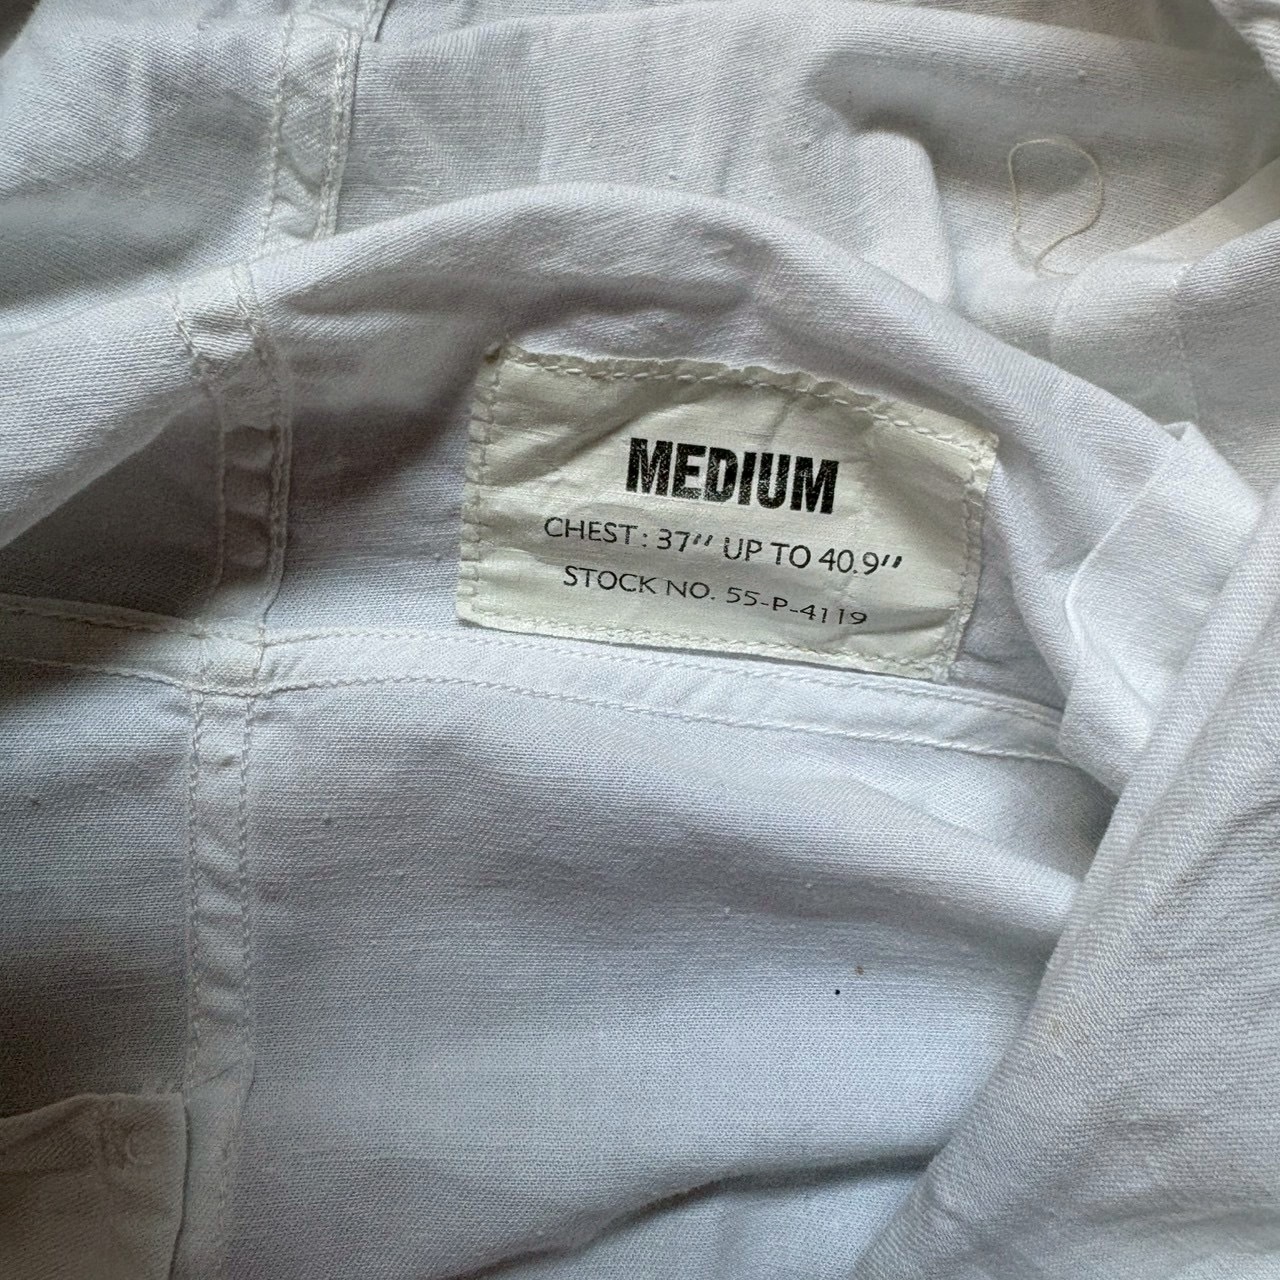 MEDIUM
CHEST: 37" UP TO 40.9"
STOCK NO. 55-P-4119